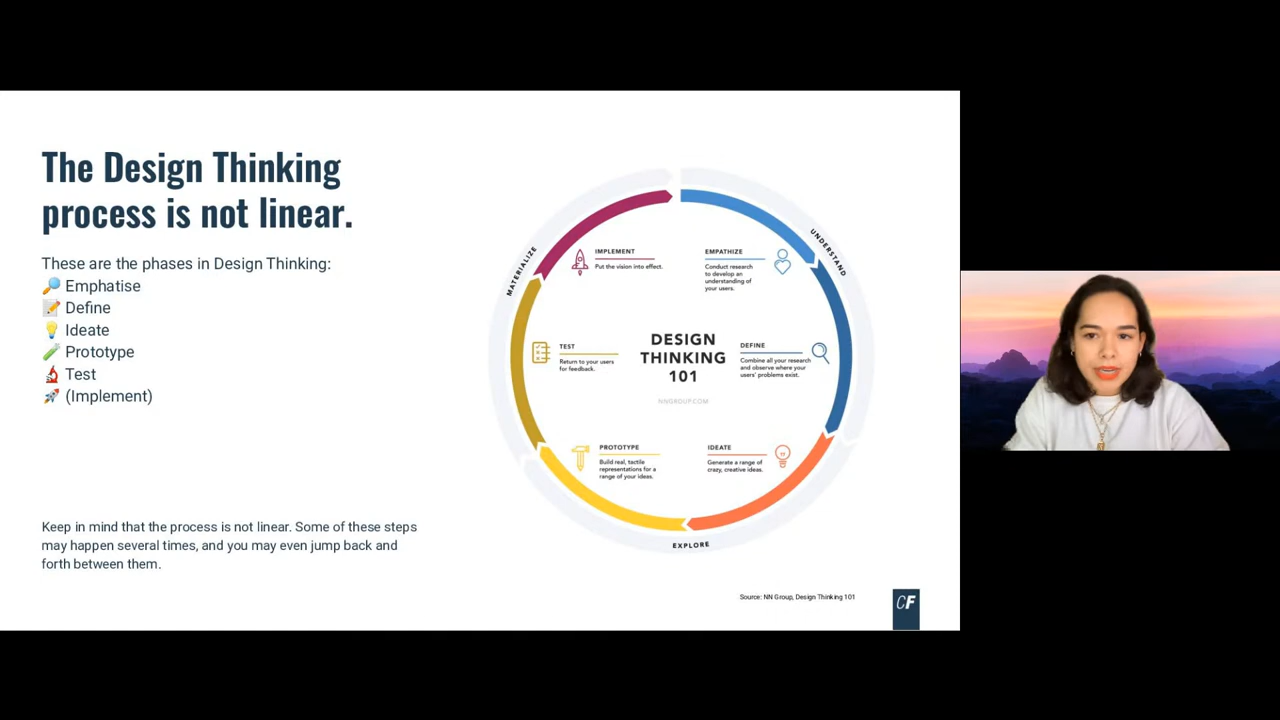 The Design Thinking
process is not linear.
These are the phases in Design Thinking:
🔎 Emphatise
📝 Define
💡 Ideate
🧪 Prototype
🔬 Test
🚀 (Implement)
Keep in mind that the process is not linear. Some of these steps
may happen several times, and you may even jump back and
forth between them.
MATERIALIZE
UNDERSTAND
IMPLEMENT
Put the vision into effect.
EMPATHIZE
Conduct research
to develop an
understanding of
your users.
TEST
Return to your users
for feedback.
DESIGN
THINKING
101
NNGROUP.COM
DEFINE
Combine all your research
and observe where your
users' problems exist.
PROTOTYPE
Build real, tactile
representations for a
range of your ideas.
IDEATE
Generate a range of
crazy, creative ideas.
EXPLORE
Source: NN Group, Design Thinking 101
CF